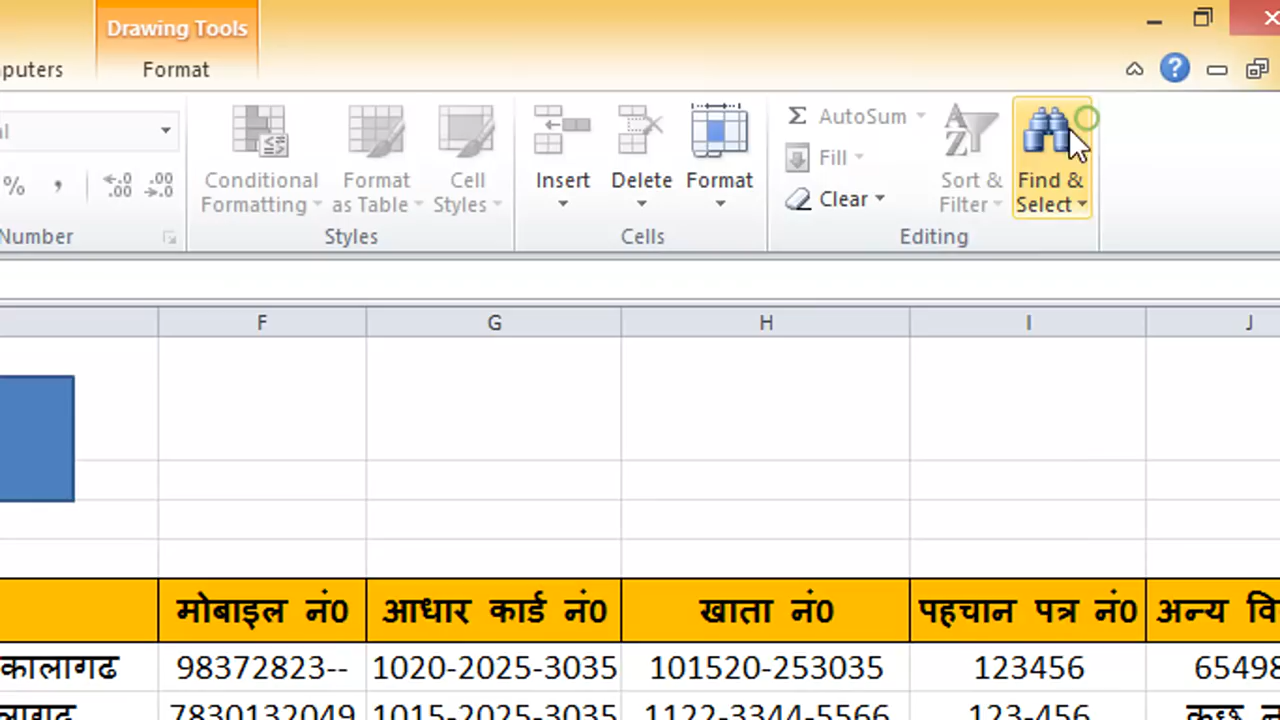 Drawing Tools
Format
AutoSum
Fill
Clear
Conditional
Formatting
Format
as Table
Cell
Styles
Insert
Delete
Format
Sort &
Filter
Find &
Select
Number
Styles
Cells
Editing
F G H I J
मोबाइल नं0 आधार कार्ड नं0 खाता नं0 पहचान पत्र नं0 अन्य
कालागढ 98372823-- 1020-2025-3035 101520-253035 123456 65498
7830132049 1015-2025-3035 1122-3344-5566 123-456 कुछ